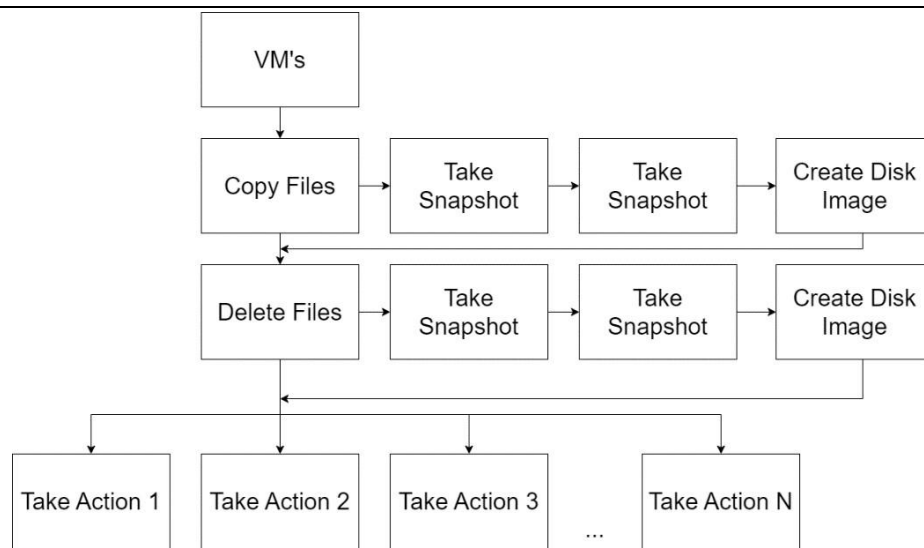 VM's
Copy Files
Take
Snapshot
Take
Snapshot
Create Disk
Image
Delete Files
Take
Snapshot
Take
Snapshot
Create Disk
Image
Take Action 1
Take Action 2
Take Action 3
...
Take Action N